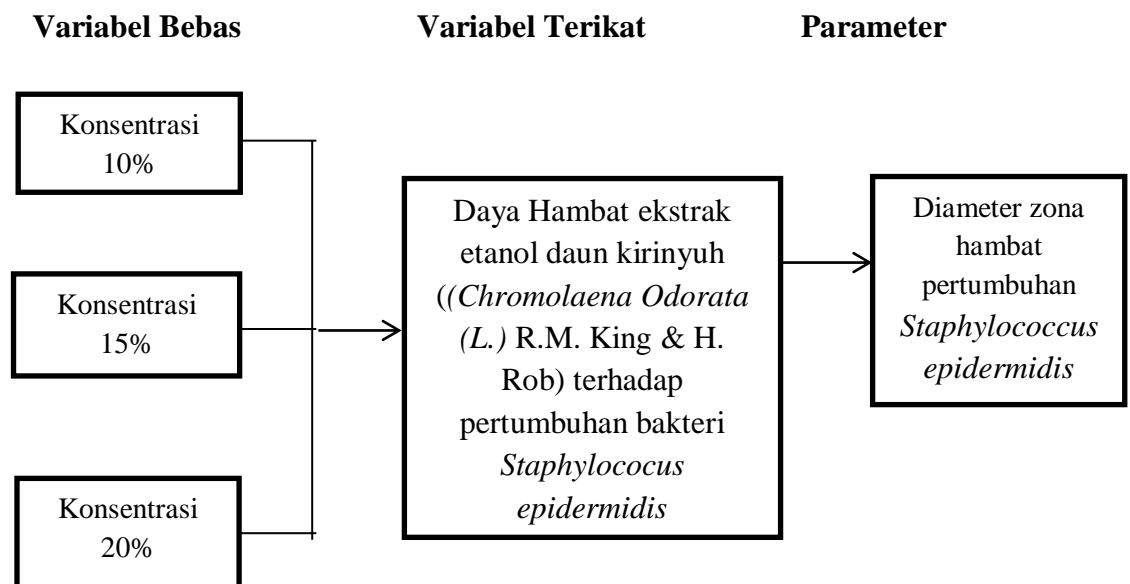 Variabel Bebas Variabel Terikat Parameter
Konsentrasi
10%
Konsentrasi
15%
Konsentrasi
20%
Daya Hambat ekstrak
etanol daun kirinyuh
((Chromolaena Odorata
(L.) R.M. King & H.
Rob) terhadap
pertumbuhan bakteri
Staphylococus
epidermidis
Diameter zona
hambat
pertumbuhan
Staphylococcus
epidermidis